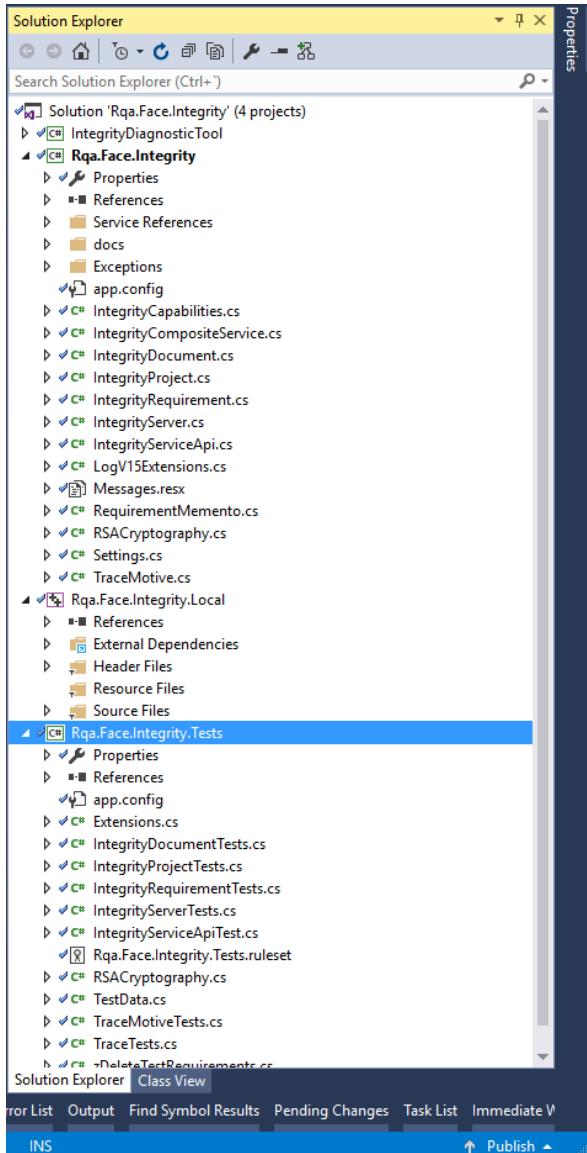 Solution Explorer
Properties
Search Solution Explorer (Ctrl+`)
Solution 'Rqa.Face.Integrity' (4 projects)
C# IntegrityDiagnosticTool
C# Rqa.Face.Integrity
Properties
References
Service References
docs
Exceptions
app.config
C# IntegrityCapabilities.cs
C# IntegrityCompositeService.cs
C# IntegrityDocument.cs
C# IntegrityProject.cs
C# IntegrityRequirement.cs
C# IntegrityServer.cs
C# IntegrityServiceApi.cs
C# LogV15Extensions.cs
Messages.resx
C# RequirementMemento.cs
C# RSACryptography.cs
C# Settings.cs
C# TraceMotive.cs
Rqa.Face.Integrity.Local
References
External Dependencies
Header Files
Resource Files
Source Files
C# Rqa.Face.Integrity.Tests
Properties
References
app.config
C# Extensions.cs
C# IntegrityDocumentTests.cs
C# IntegrityProjectTests.cs
C# IntegrityRequirementTests.cs
C# IntegrityServerTests.cs
C# IntegrityServiceApiTest.cs
Rqa.Face.Integrity.Tests.ruleset
C# RSACryptography.cs
C# TestData.cs
C# TraceMotiveTests.cs
C# TraceTests.cs
C# zDeleteTestRequirements.cs
Solution Explorer Class View
ror List Output Find Symbol Results Pending Changes Task List Immediate W
INS Publish